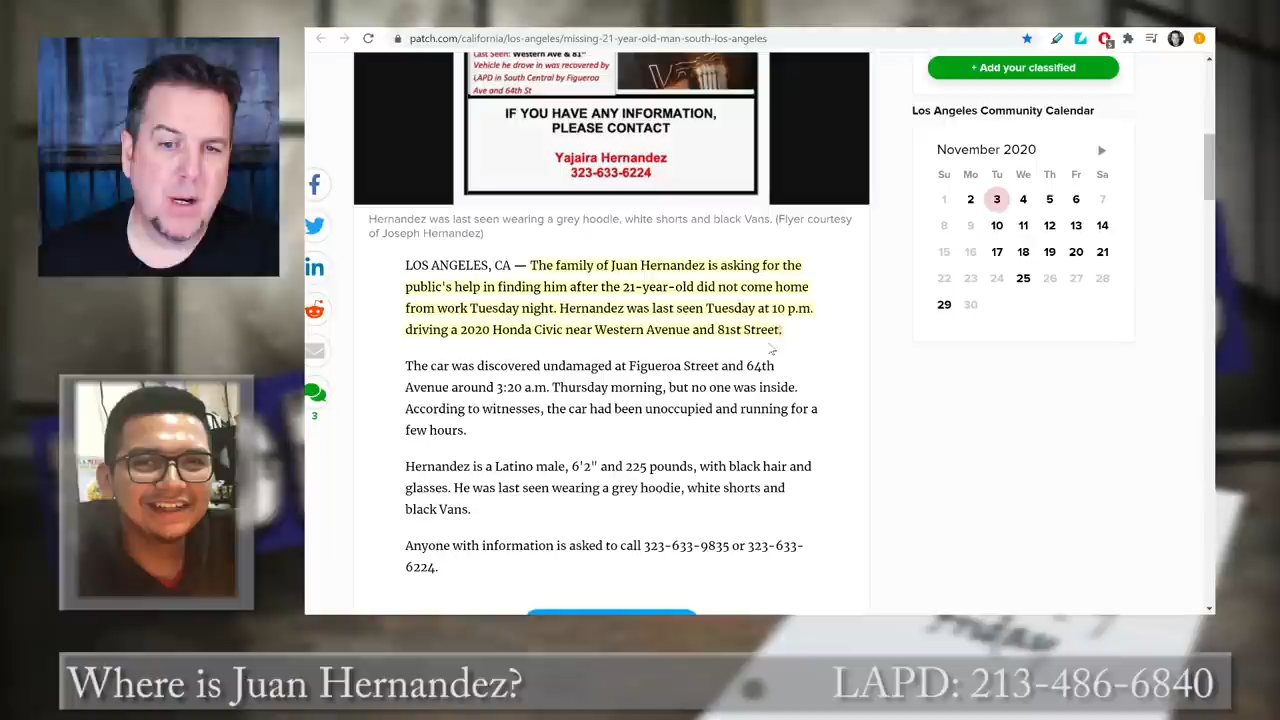 patch.com/california/los-angeles/missing-21-year-old-man-south-los-angeles
5
Last Seen: Western Ave & 81st
Vehicle he drove in was recovered by
LAPD in South Central by Figueroa
Ave and 64th St
IF YOU HAVE ANY INFORMATION,
PLEASE CONTACT
Yajaira Hernandez
323-633-6224
Hernandez was last seen wearing a grey hoodie, white shorts and black Vans. (Flyer courtesy
of Joseph Hernandez)
LOS ANGELES, CA — The family of Juan Hernandez is asking for the
public's help in finding him after the 21-year-old did not come home
from work Tuesday night. Hernandez was last seen Tuesday at 10 p.m.
driving a 2020 Honda Civic near Western Avenue and 81st Street.
The car was discovered undamaged at Figueroa Street and 64th
Avenue around 3:20 a.m. Thursday morning, but no one was inside.
According to witnesses, the car had been unoccupied and running for a
few hours.
Hernandez is a Latino male, 6'2" and 225 pounds, with black hair and
glasses. He was last seen wearing a grey hoodie, white shorts and
black Vans.
Anyone with information is asked to call 323-633-9835 or 323-633-
6224.
3
+ Add your classified
Los Angeles Community Calendar
November 2020
Su Mo Tu We Th Fr Sa
1 2 3 4 5 6 7
8 9 10 11 12 13 14
15 16 17 18 19 20 21
22 23 24 25 26 27 28
29 30
Friday
Where is Juan Hernandez?
LAPD: 213-486-6840